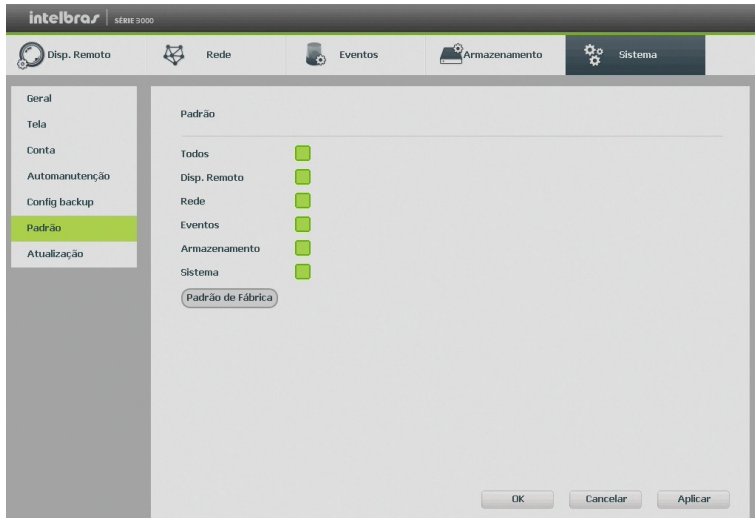 intelbras SÉRIE 3000
Disp. Remoto Rede Eventos Armazenamento Sistema
Geral
Tela
Conta
Automanutenção
Config backup
Padrão
Atualização
Padrão
Todos
Disp. Remoto
Rede
Eventos
Armazenamento
Sistema
Padrão de Fábrica
OK Cancelar Aplicar